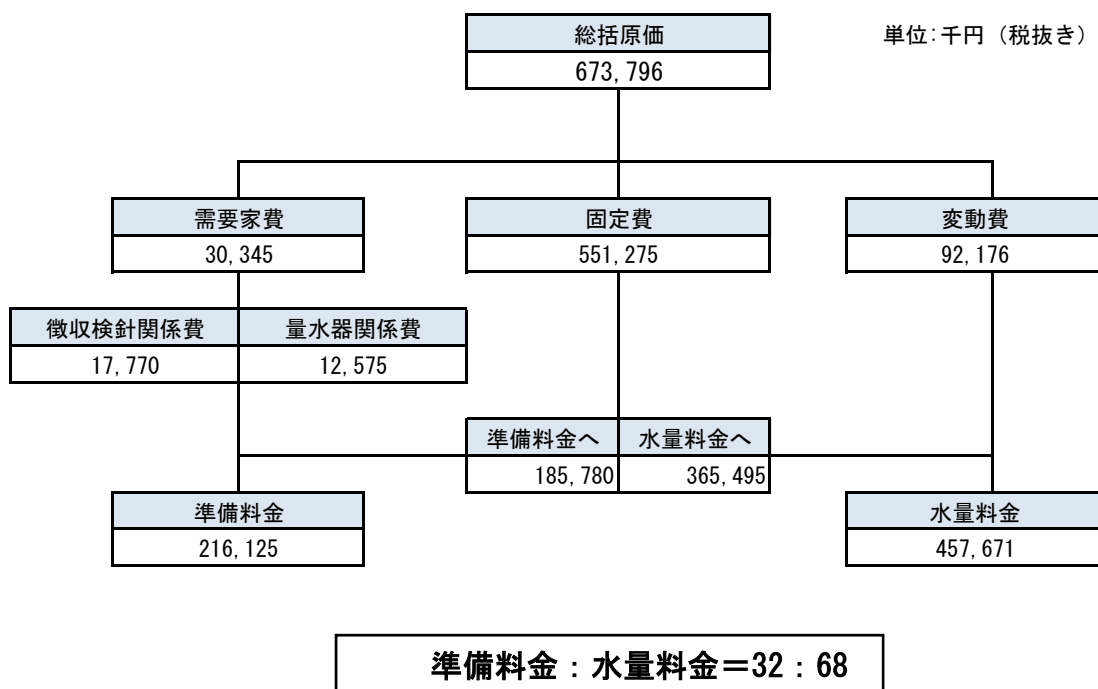 総括原価
単位:千円（税抜き）
673,796
需要家費
固定費
変動費
30,345
551,275
92,176
徴収検針関係費
量水器関係費
17,770
12,575
準備料金へ
水量料金へ
185,780
365,495
準備料金
水量料金
216,125
457,671
準備料金：水量料金＝32：68